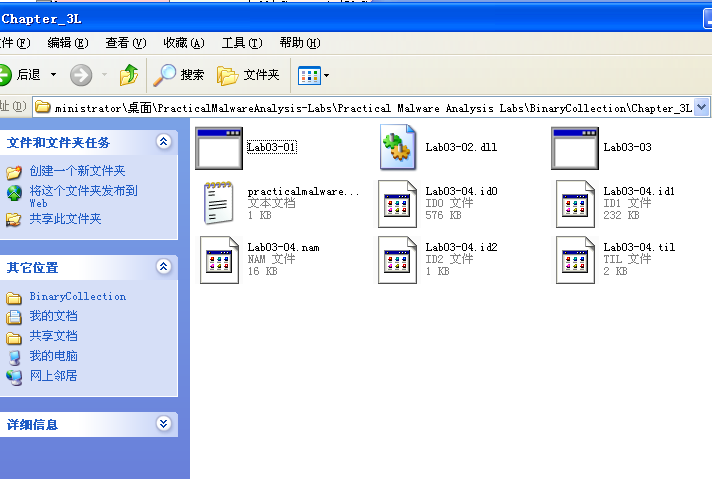 Chapter_3L
件(F) 编辑(E) 查看(V) 收藏(A) 工具(T) 帮助(H)
后退 搜索 文件夹
址(D) ministrator\桌面\PracticalMalwareAnalysis-Labs\Practical Malware Analysis Labs\BinaryCollection\Chapter_3L
文件和文件夹任务
创建一个新文件夹
将这个文件夹发布到
Web
共享此文件夹
其它位置
BinaryCollection
我的文档
共享文档
我的电脑
网上邻居
详细信息
Lab03-01
Lab03-02.dll
Lab03-03
practicalmalware...
文本文档
1 KB
Lab03-04.id0
ID0 文件
576 KB
Lab03-04.id1
ID1 文件
232 KB
Lab03-04.nam
NAM 文件
16 KB
Lab03-04.id2
ID2 文件
1 KB
Lab03-04.til
TIL 文件
2 KB